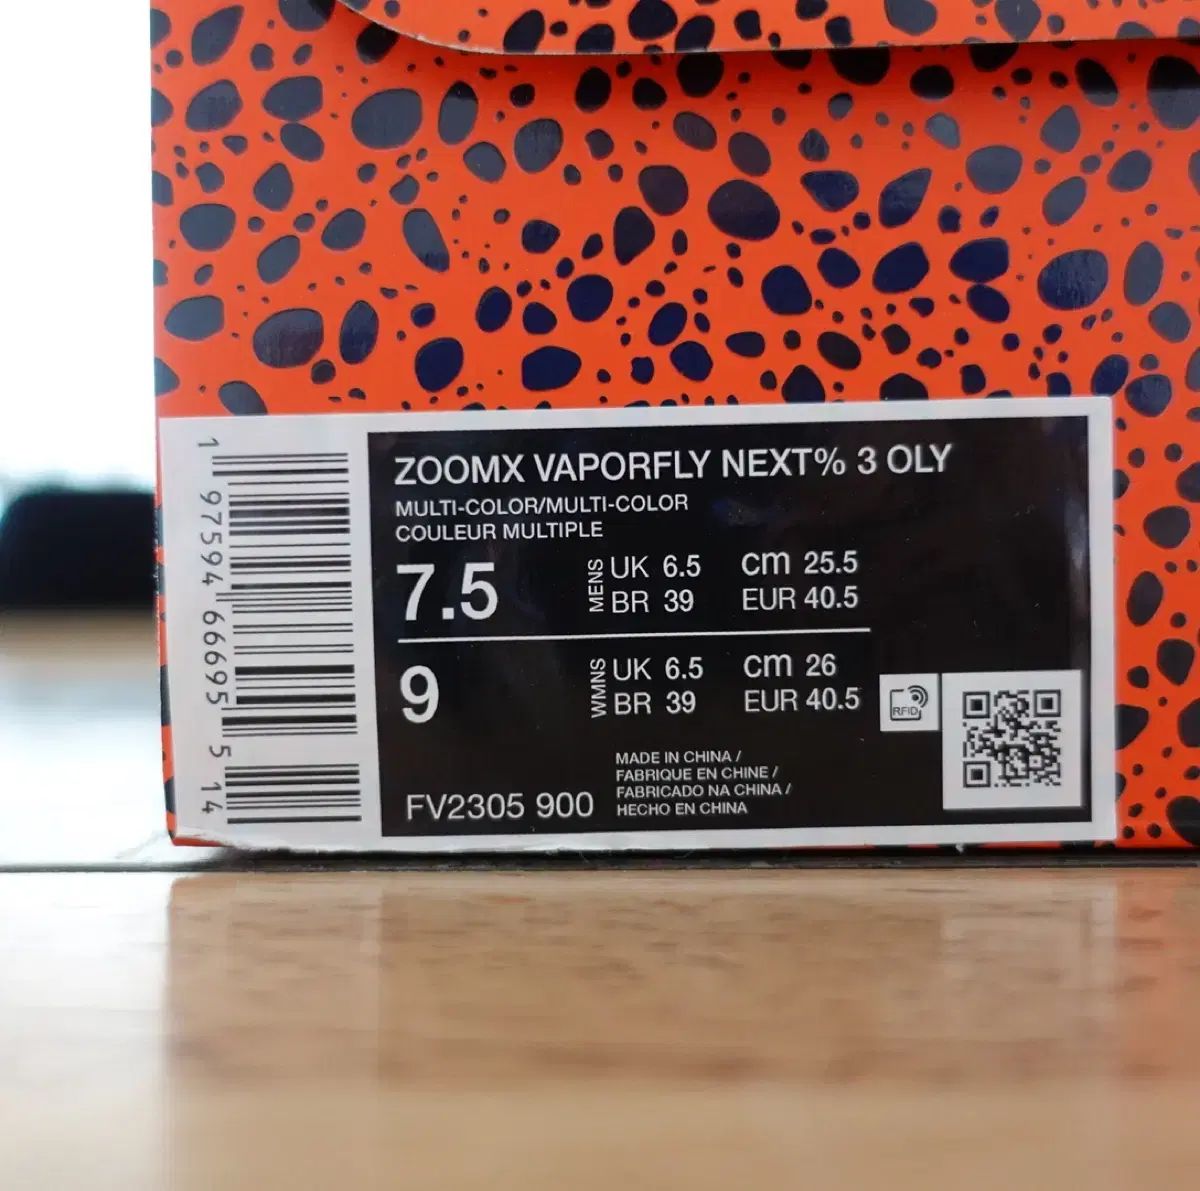 ZOOMX VAPORFLY NEXT% 3 OLY
MULTI-COLOR/MULTI-COLOR
COULEUR MULTIPLE
7.5 MENS UK 6.5 cm 25.5
BR 39 EUR 40.5
9 WMNS UK 6.5 cm 26
BR 39 EUR 40.5
RFID
MADE IN CHINA /
FABRIQUE EN CHINE /
FABRICADO NA CHINA /
HECHO EN CHINA
FV2305 900
1 97594 66695 5 14